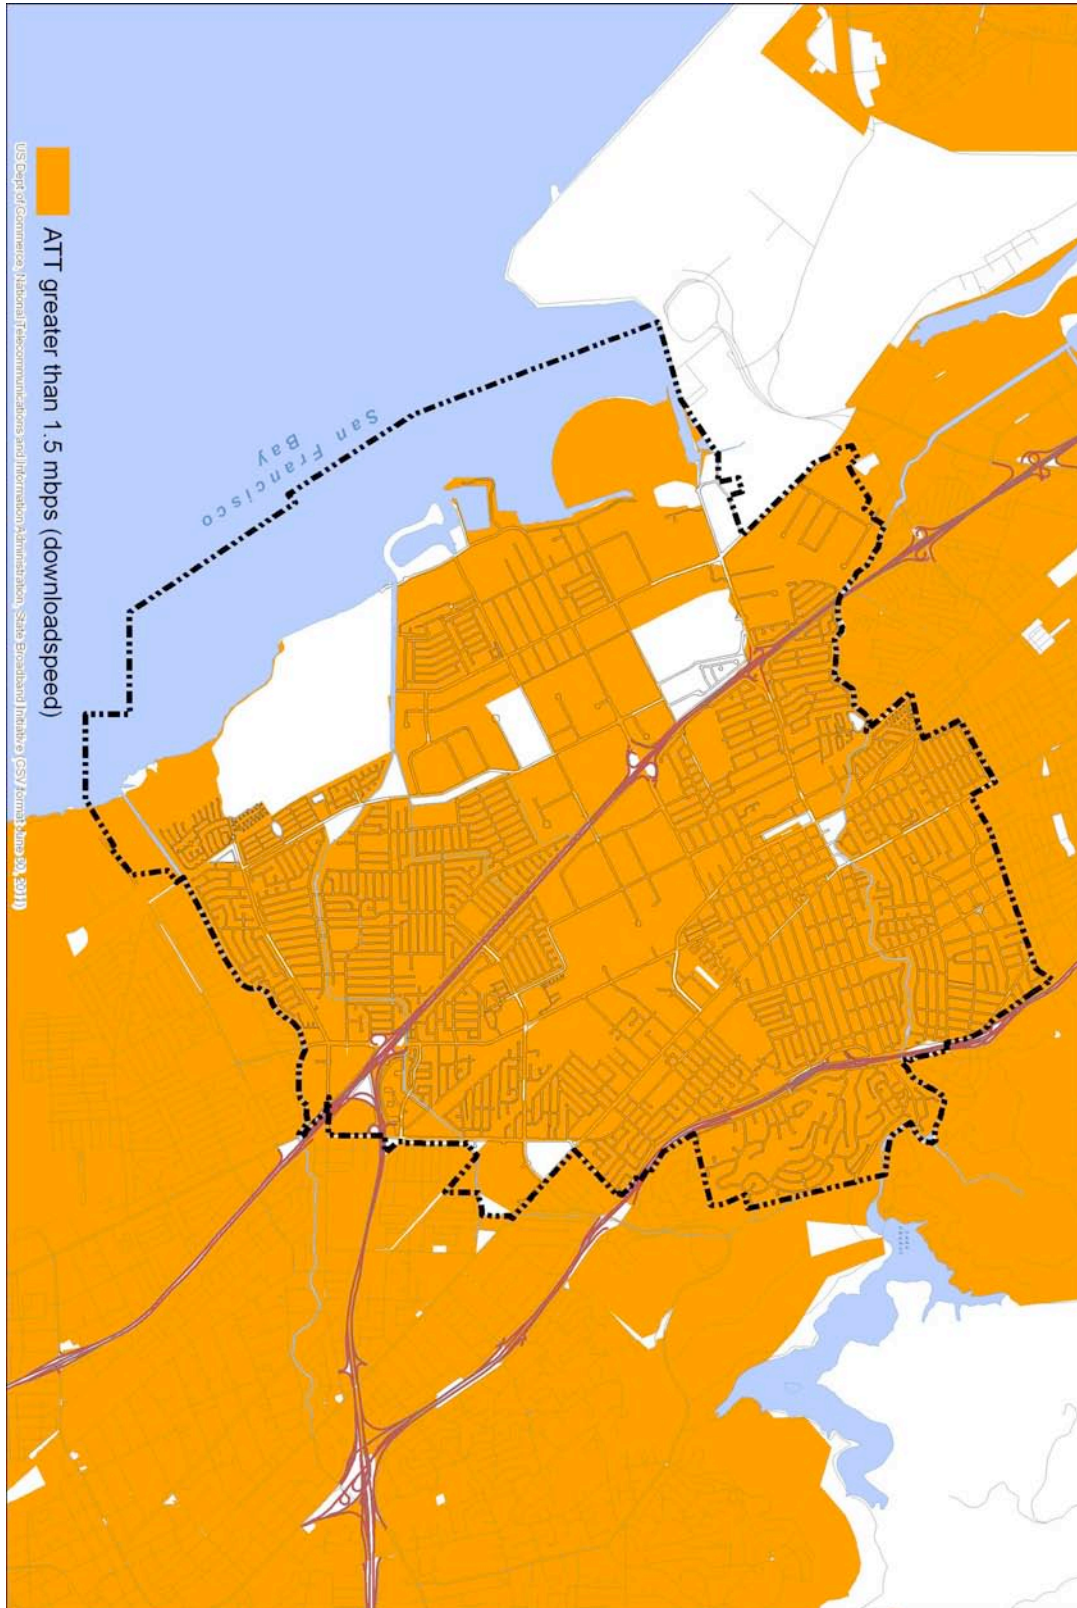 San Francisco
Bay
ATT greater than 1.5 mbps (downloadspeed)
US Dept of Commerce, National Telecommunications and Information Administration, State Broadband Initiative (CSV format June 30, 2011)